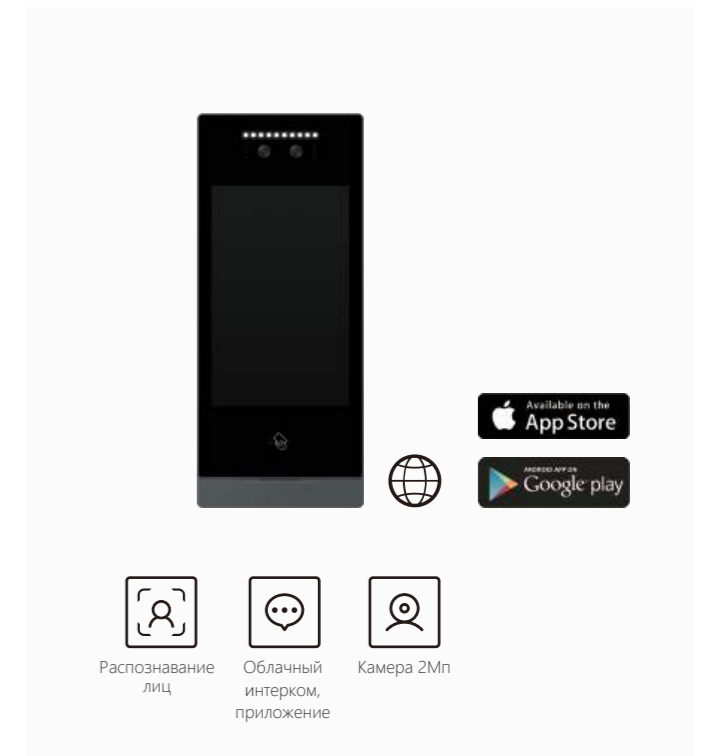 Available on the
App Store
ANDROID APP ON
Google play
Распознавание
лиц
Облачный
интерком,
приложение
Камера 2Мп